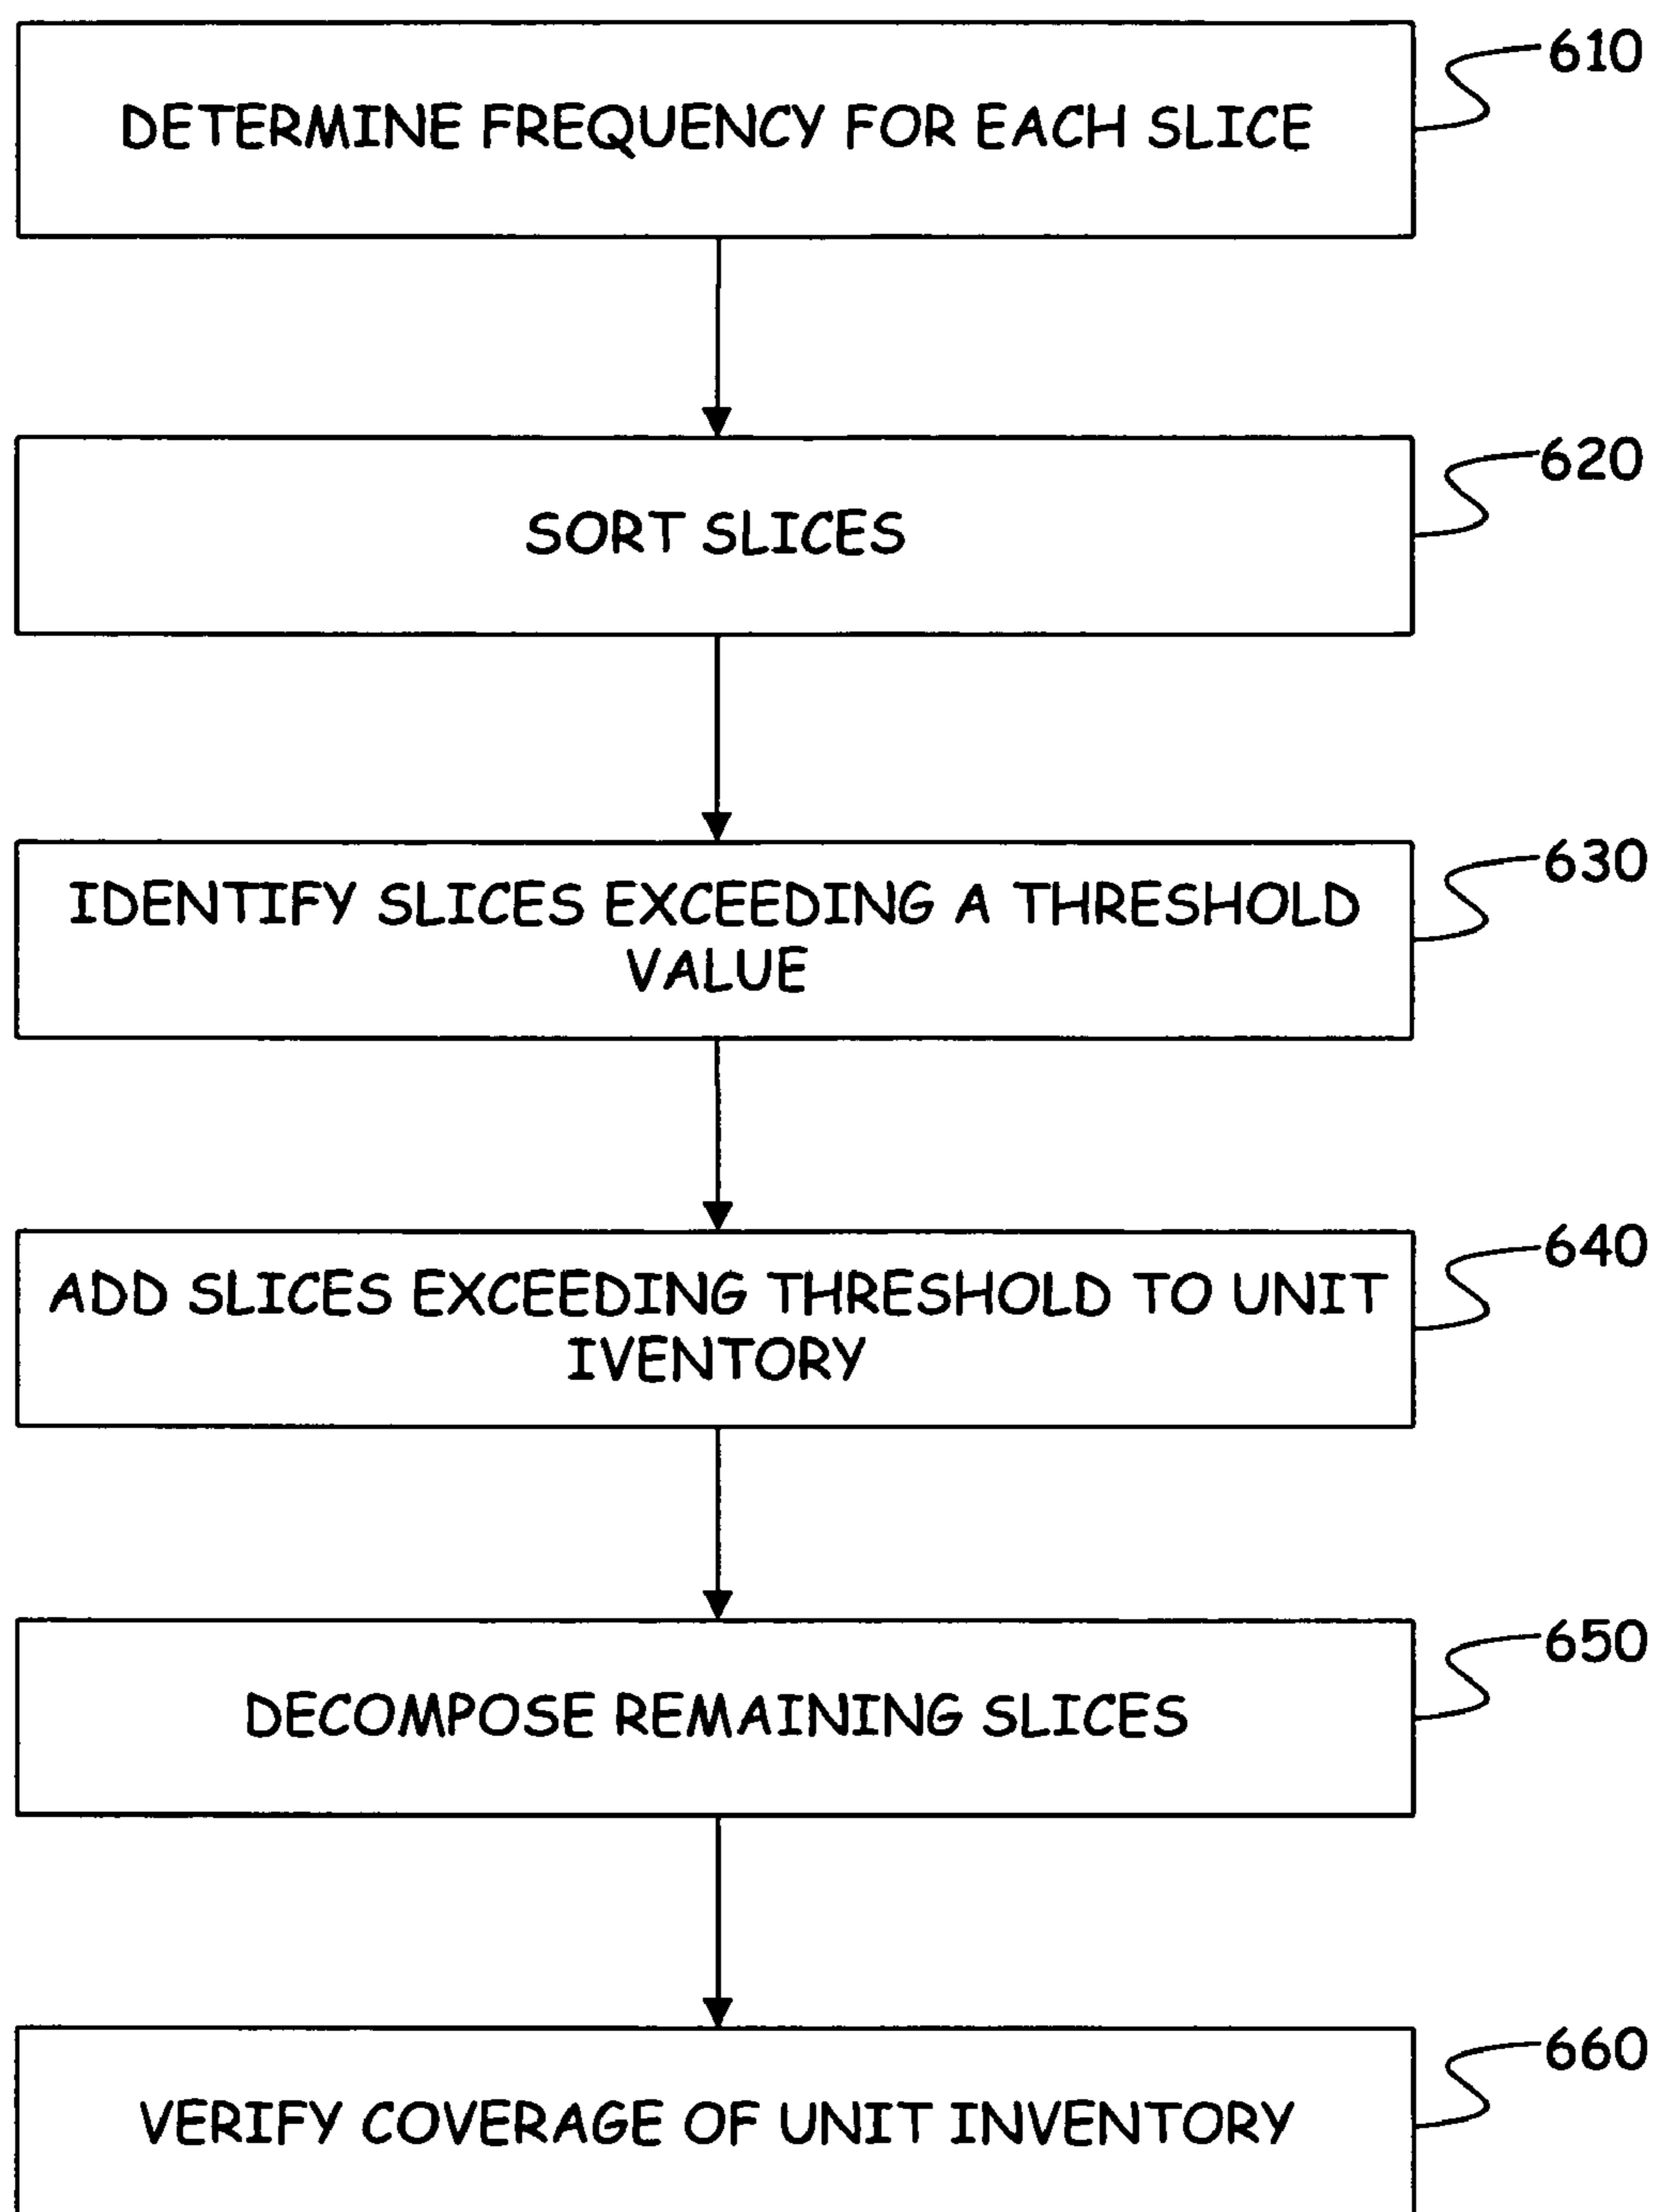 DETERMINE FREQUENCY FOR EACH SLICE
610
SORT SLICES
620
IDENTIFY SLICES EXCEEDING A THRESHOLD
VALUE
630
ADD SLICES EXCEEDING THRESHOLD TO UNIT
IVENTORY
640
DECOMPOSE REMAINING SLICES
650
VERIFY COVERAGE OF UNIT INVENTORY
660